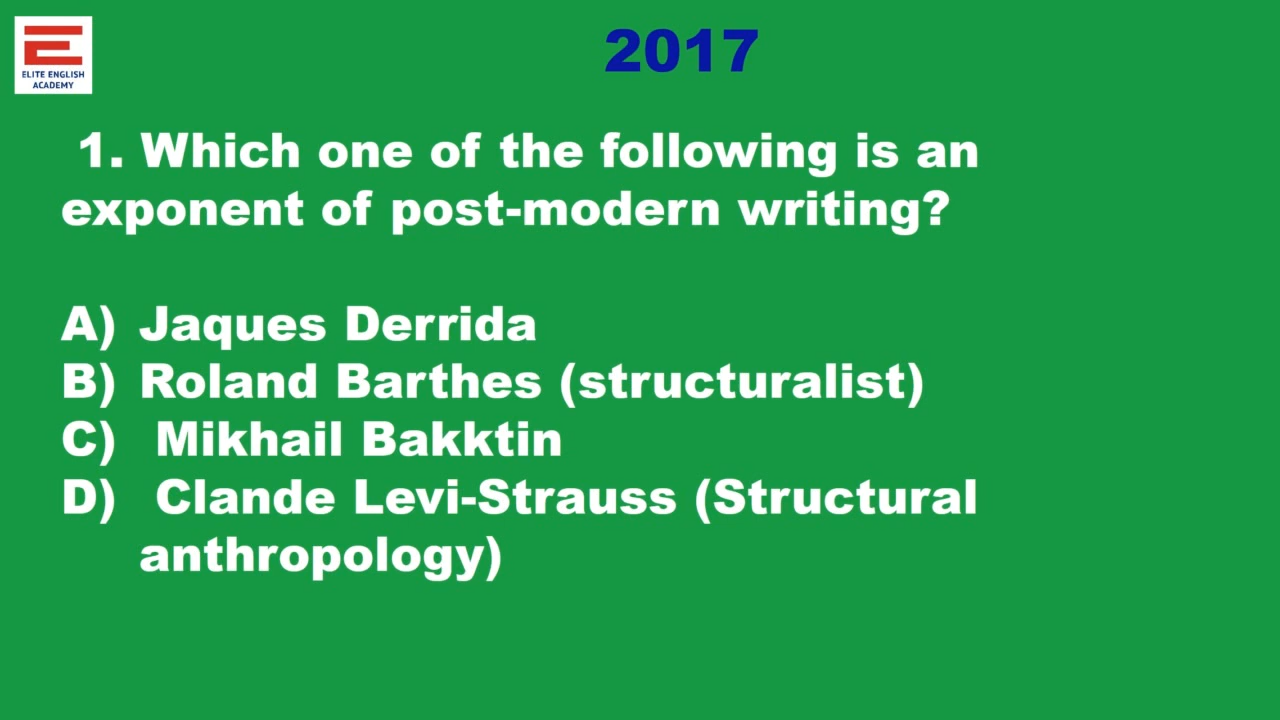 ELITE ENGLISH
ACADEMY
2017
1. Which one of the following is an
exponent of post-modern writing?
A) Jaques Derrida
B) Roland Barthes (structuralist)
C) Mikhail Bakktin
D) Clande Levi-Strauss (Structural
anthropology)